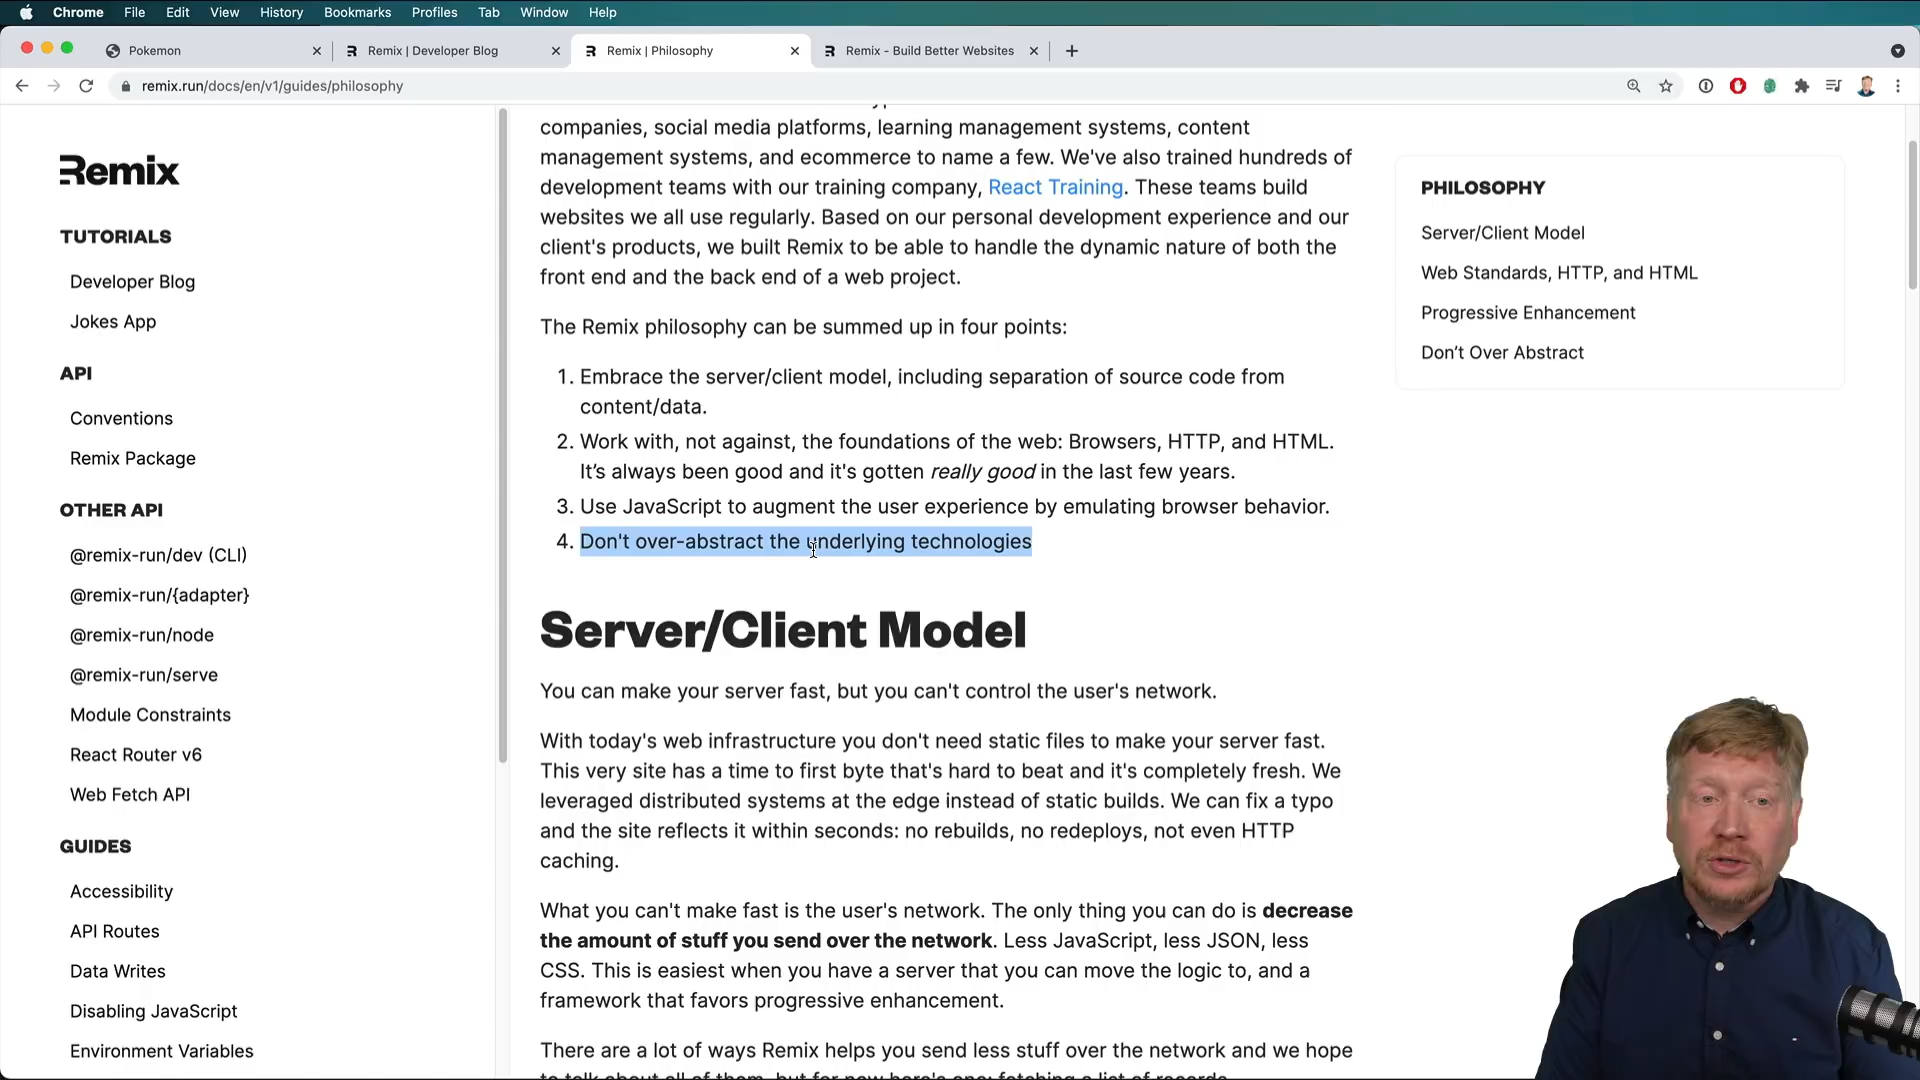 Chrome File Edit View History Bookmarks Profiles Tab Window Help
Pokemon
Remix | Developer Blog
Remix | Philosophy
Remix - Build Better Websites
remix.run/docs/en/v1/guides/philosophy
Remix
TUTORIALS
Developer Blog
Jokes App
API
Conventions
Remix Package
OTHER API
@remix-run/dev (CLI)
@remix-run/{adapter}
@remix-run/node
@remix-run/serve
Module Constraints
React Router v6
Web Fetch API
GUIDES
Accessibility
API Routes
Data Writes
Disabling JavaScript
Environment Variables
companies, social media platforms, learning management systems, content
management systems, and ecommerce to name a few. We've also trained hundreds of
development teams with our training company, React Training. These teams build
websites we all use regularly. Based on our personal development experience and our
client's products, we built Remix to be able to handle the dynamic nature of both the
front end and the back end of a web project.
The Remix philosophy can be summed up in four points:
1. Embrace the server/client model, including separation of source code from
content/data.
2. Work with, not against, the foundations of the web: Browsers, HTTP, and HTML.
It’s always been good and it's gotten really good in the last few years.
3. Use JavaScript to augment the user experience by emulating browser behavior.
4. Don't over-abstract the underlying technologies
Server/Client Model
You can make your server fast, but you can't control the user's network.
With today's web infrastructure you don't need static files to make your server fast.
This very site has a time to first byte that's hard to beat and it's completely fresh. We
leveraged distributed systems at the edge instead of static builds. We can fix a typo
and the site reflects it within seconds: no rebuilds, no redeploys, not even HTTP
caching.
What you can't make fast is the user's network. The only thing you can do is decrease
the amount of stuff you send over the network. Less JavaScript, less JSON, less
CSS. This is easiest when you have a server that you can move the logic to, and a
framework that favors progressive enhancement.
There are a lot of ways Remix helps you send less stuff over the network and we hope
to talk about all of them, but for now here's one: fetching a list of records.
PHILOSOPHY
Server/Client Model
Web Standards, HTTP, and HTML
Progressive Enhancement
Don’t Over Abstract